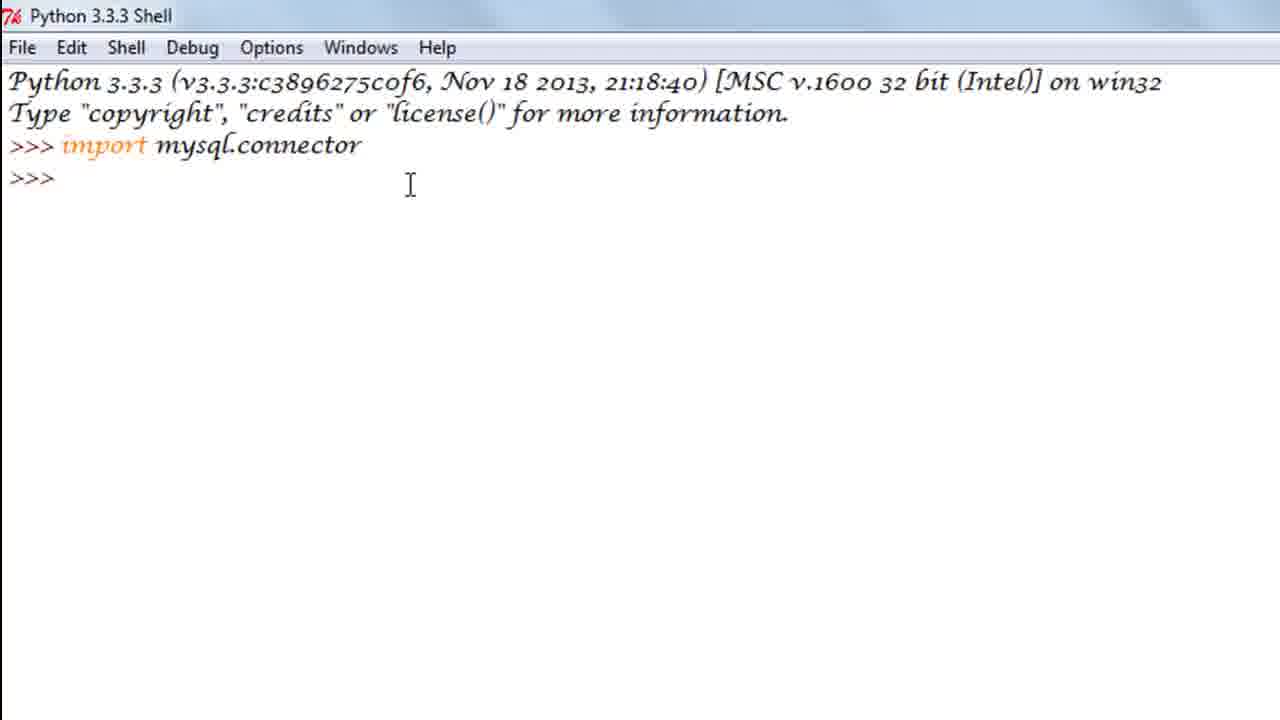 Python 3.3.3 Shell
File Edit Shell Debug Options Windows Help
Python 3.3.3 (v3.3.3:c3896275c0f6, Nov 18 2013, 21:18:40) [MSC v.1600 32 bit (Intel)] on win32
Type "copyright", "credits" or "license()" for more information.
>>> import mysql.connector
>>>